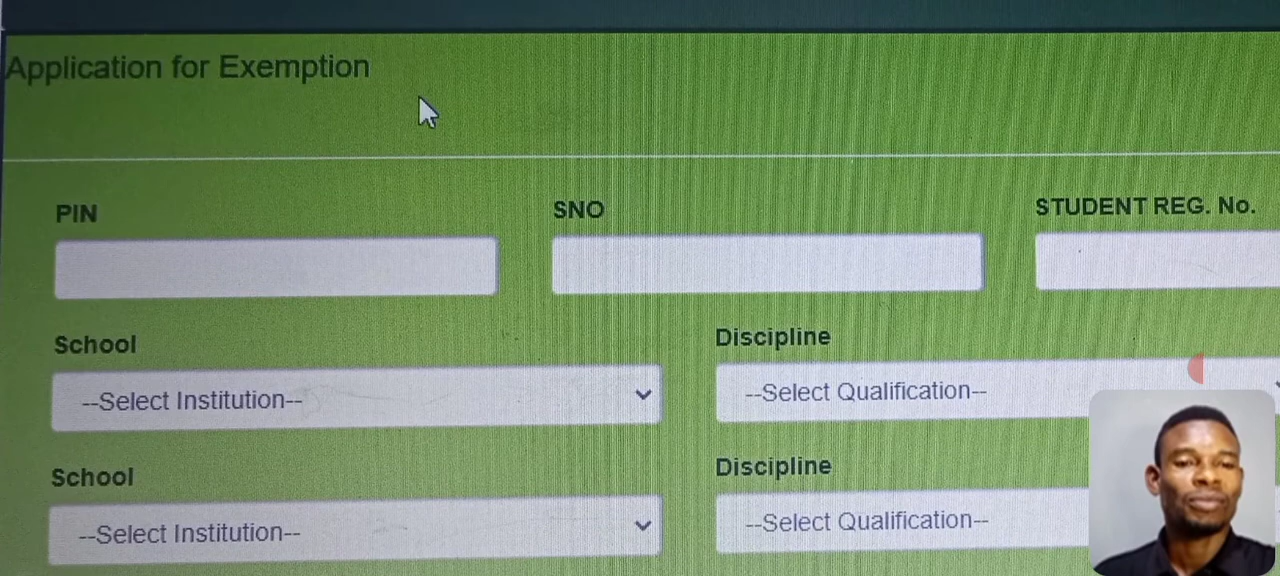 Application for Exemption
PIN SNO STUDENT REG. No.
School Discipline
--Select Institution-- --Select Qualification--
School Discipline
--Select Institution-- --Select Qualification--